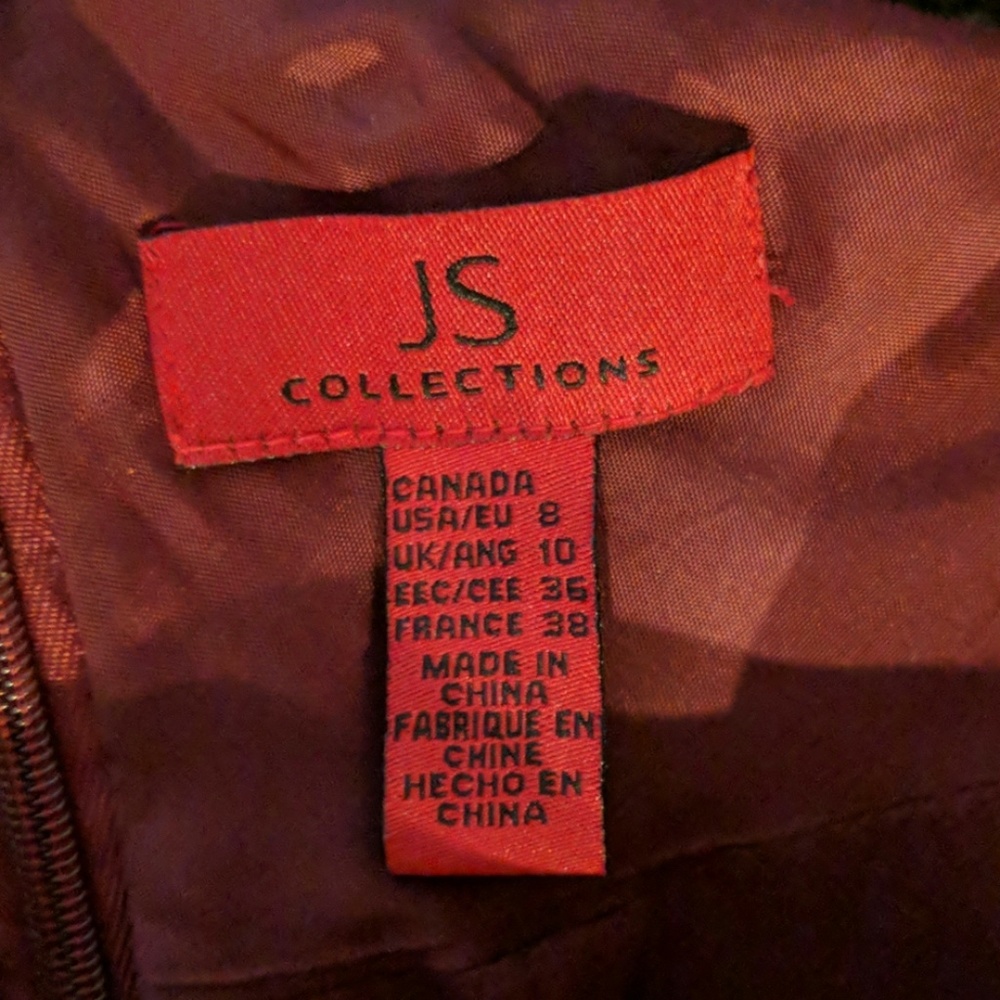 JS
COLLECTIONS
CANADA
USA/EU 8
UK/ANG 10
EEC/CEE 36
FRANCE 38
MADE IN
CHINA
FABRIQUE EN
CHINE
HECHO EN
CHINA